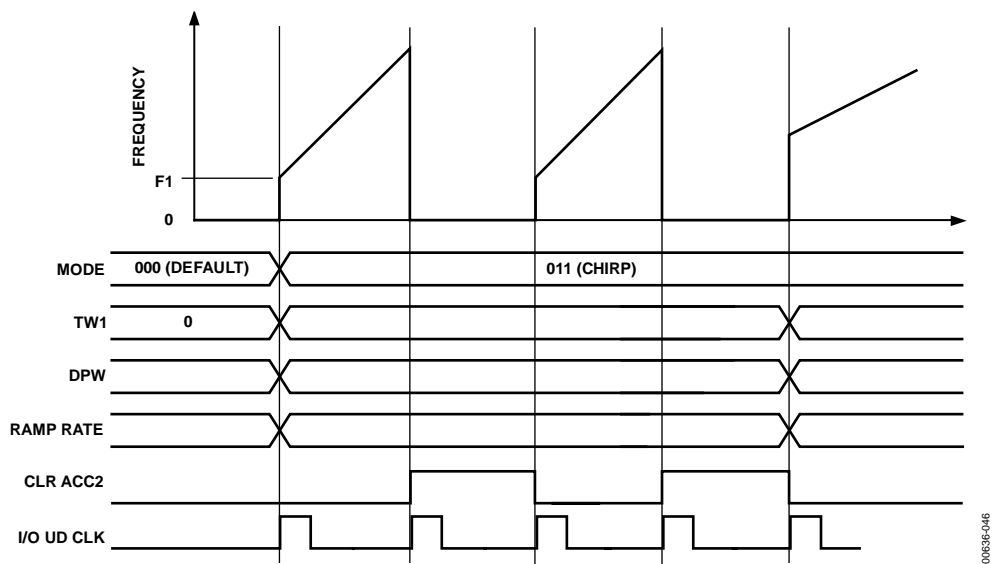 FREQUENCY
F1
0
MODE
000 (DEFAULT)
011 (CHIRP)
TW1
0
DPW
RAMP RATE
CLR ACC2
I/O UD CLK
00636-046